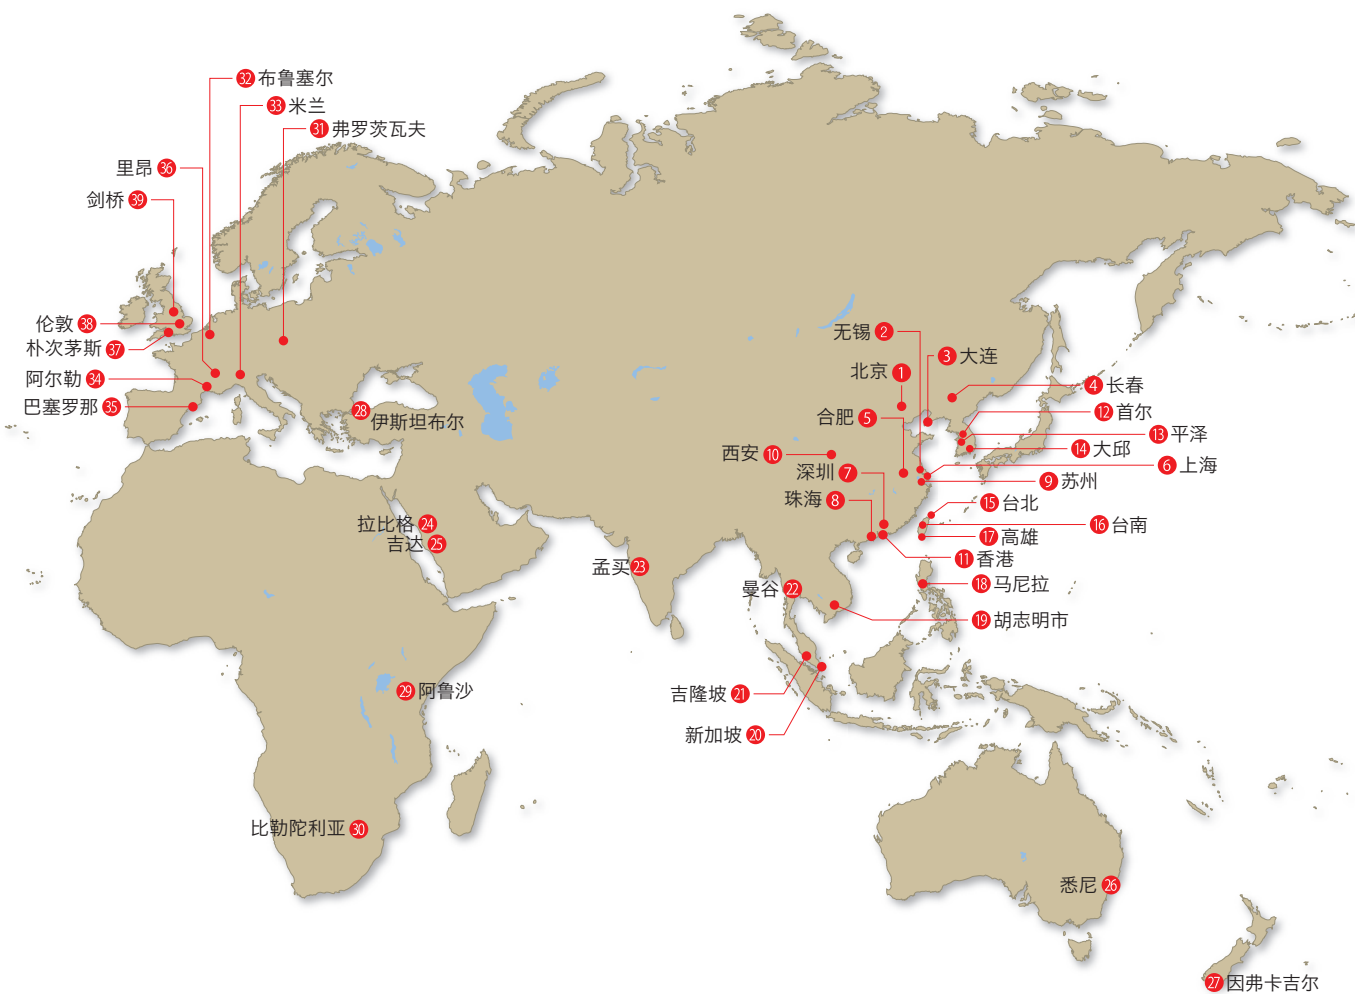 32 布鲁塞尔
33 米兰
31 弗罗茨瓦夫
里昂 36
剑桥 39
伦敦 38
朴次茅斯 37
阿尔勒 34
巴塞罗那 35
28
伊斯坦布尔
无锡 2
3 大连
北京 1
4 长春
合肥 5
12 首尔
13 平泽
14 大邱
西安 10
6 上海
深圳 7
9 苏州
珠海 8
15 台北
拉比格 24
16 台南
吉达 25
17 高雄
11 香港
孟买 23
18 马尼拉
曼谷 22
19 胡志明市
29 阿鲁沙
吉隆坡 21
新加坡 20
比勒陀利亚 30
悉尼 26
27 因弗卡吉尔